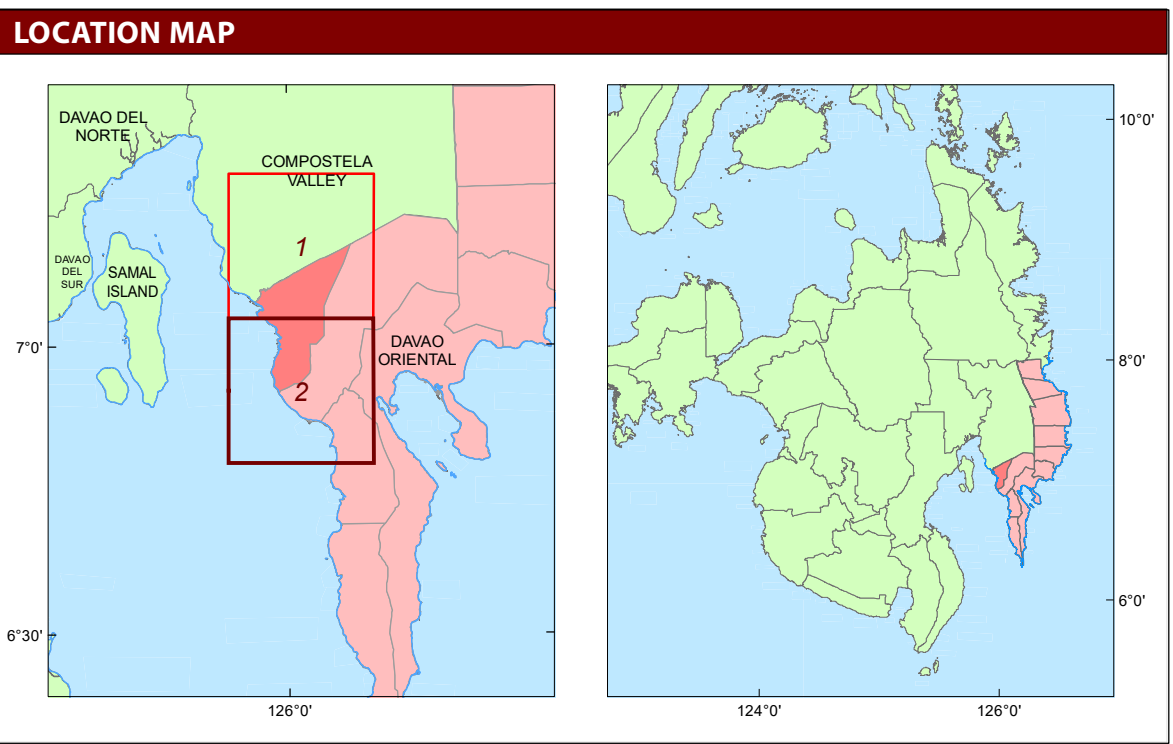 LOCATION MAP
DAVAO DEL
NORTE
COMPOSTELA
VALLEY
1
DAVAO
DEL
SUR
SAMAL
ISLAND
DAVAO
ORIENTAL
2
7°0'
6°30'
126°0'
10°0'
8°0'
6°0'
124°0'
126°0'